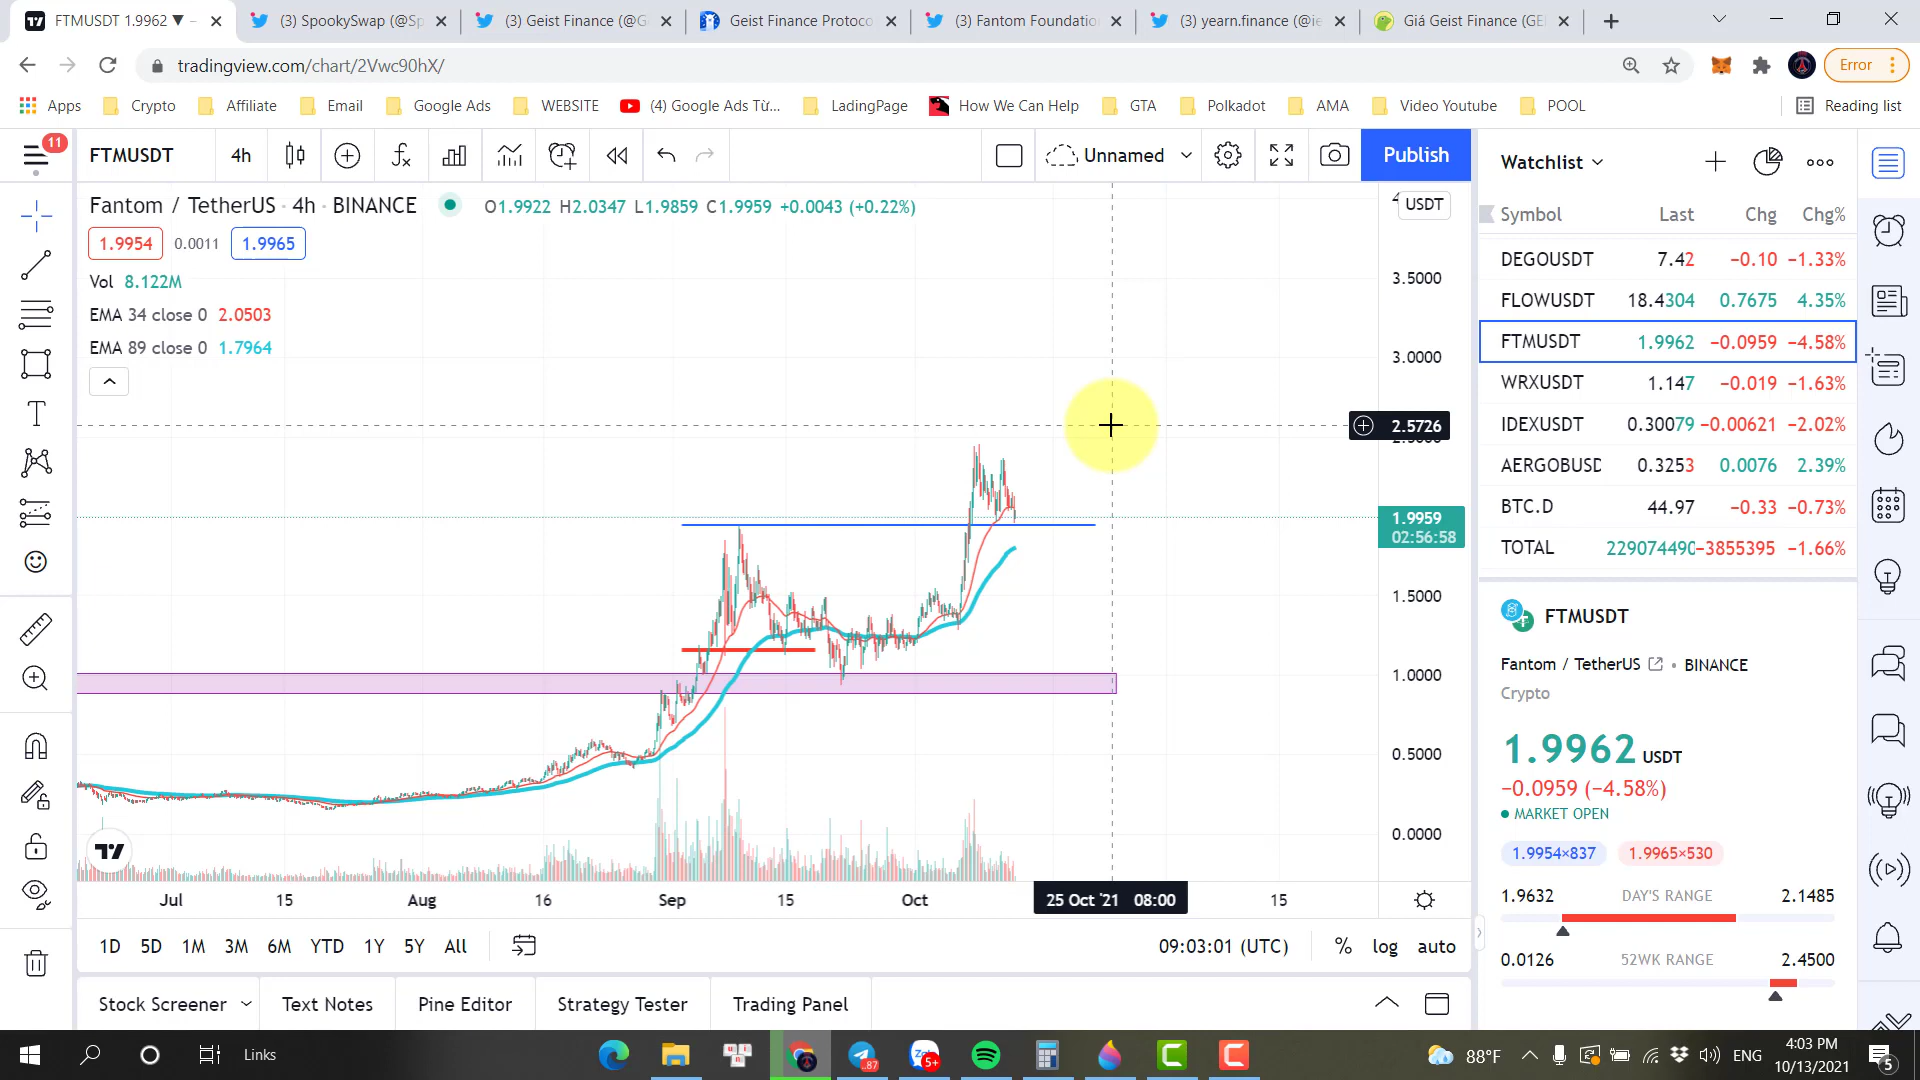 FTMUSDT 1.9962 ▼ −
(3) SpookySwap (@Sp
(3) Geist Finance (@G
Geist Finance Protoco
(3) Fantom Foundatio
(3) yearn.finance (@ie
Giá Geist Finance (GEI
tradingview.com/chart/2Vwc90hX/
Error
Apps
Crypto
Affiliate
Email
Google Ads
WEBSITE
(4) Google Ads Từ...
LadingPage
How We Can Help
GTA
Polkadot
AMA
Video Youtube
POOL
Reading list
11
FTMUSDT
4h
Unnamed
Publish
Fantom / TetherUS · 4h · BINANCE
O1.9922 H2.0347 L1.9859 C1.9959 +0.0043 (+0.22%)
1.9954
0.0011
1.9965
Vol 8.122M
EMA 34 close 0 2.0503
EMA 89 close 0 1.7964
USDT
3.5000
3.0000
2.5726
1.9959
02:56:58
1.5000
1.0000
0.5000
0.0000
Jul
15
Aug
16
Sep
15
Oct
25 Oct '21 08:00
15
1D
5D
1M
3M
6M
YTD
1Y
5Y
All
09:03:01 (UTC)
%
log
auto
Stock Screener
Text Notes
Pine Editor
Strategy Tester
Trading Panel
Watchlist
Symbol Last Chg Chg%
DEGOUSDT 7.42 −0.10 −1.33%
FLOWUSDT 18.4304 0.7675 4.35%
FTMUSDT 1.9962 −0.0959 −4.58%
WRXUSDT 1.147 −0.019 −1.63%
IDEXUSDT 0.30079 −0.00621 −2.02%
AERGOBUSD 0.3253 0.0076 2.39%
BTC.D 44.97 −0.33 −0.73%
TOTAL 229074490 −3855395 −1.66%
FTMUSDT
Fantom / TetherUS • BINANCE
Crypto
1.9962 USDT
−0.0959 (−4.58%)
MARKET OPEN
1.9954×837
1.9965×530
1.9632 DAY'S RANGE 2.1485
0.0126 52WK RANGE 2.4500
Links
87
5+
88°F
ENG
4:03 PM
10/13/2021
5